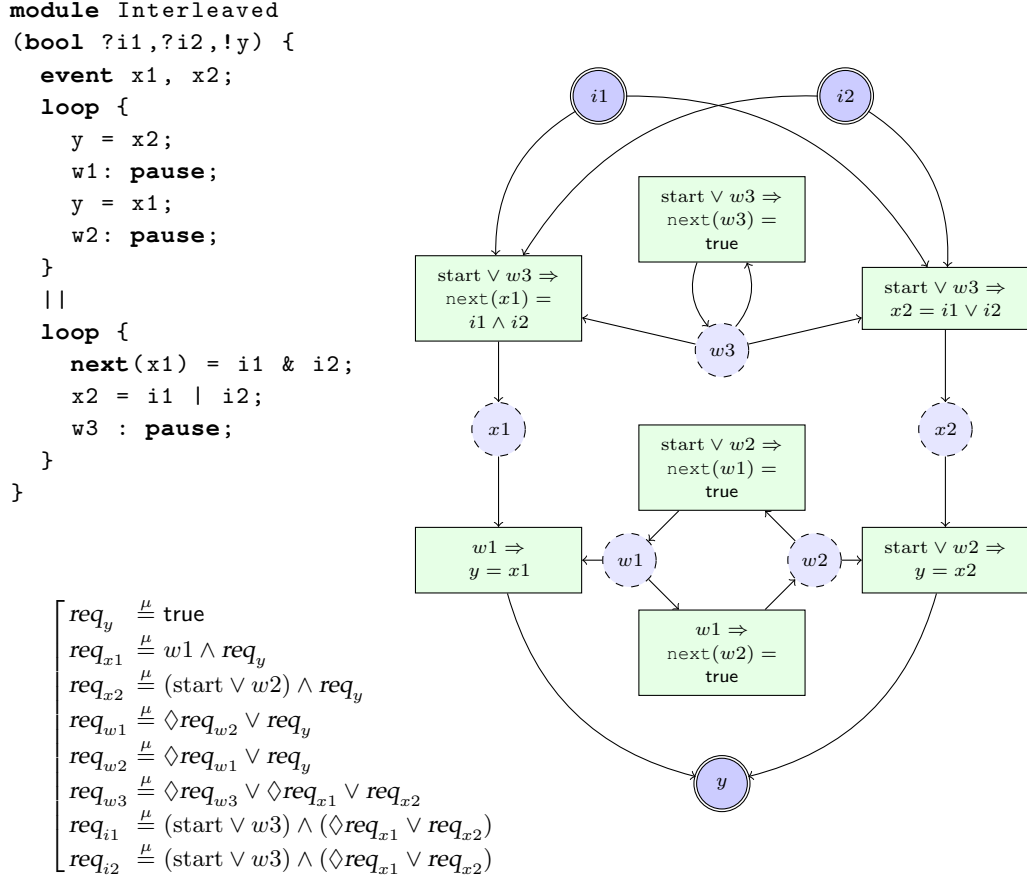 module Interleaved
(bool ?i1,?i2,!y) {
event x1, x2;
loop {
y = x2;
w1: pause;
y = x1;
w2: pause;
}
||
loop {
next(x1) = i1 & i2;
x2 = i1 | i2;
w3 : pause;
}
}
i1
i2
start ∨ w3 ⇒
next(w3) =
true
start ∨ w3 ⇒
next(x1) =
i1 ∧ i2
start ∨ w3 ⇒
x2 = i1 ∨ i2
w3
x1
x2
start ∨ w2 ⇒
next(w1) =
true
w1 ⇒
y = x1
w1
w2
start ∨ w2 ⇒
y = x2
w1 ⇒
next(w2) =
true
y
req_y ≝^μ true
req_x1 =^μ w1 ∧ req_y
req_x2 =^μ (start ∨ w2) ∧ req_y
req_w1 =^μ ◊req_w2 ∨ req_y
req_w2 =^μ ◊req_w1 ∨ req_y
req_w3 =^μ ◊req_w3 ∨ ◊req_x1 ∨ req_x2
req_i1 =^μ (start ∨ w3) ∧ (◊req_x1 ∨ req_x2)
req_i2 =^μ (start ∨ w3) ∧ (◊req_x1 ∨ req_x2)